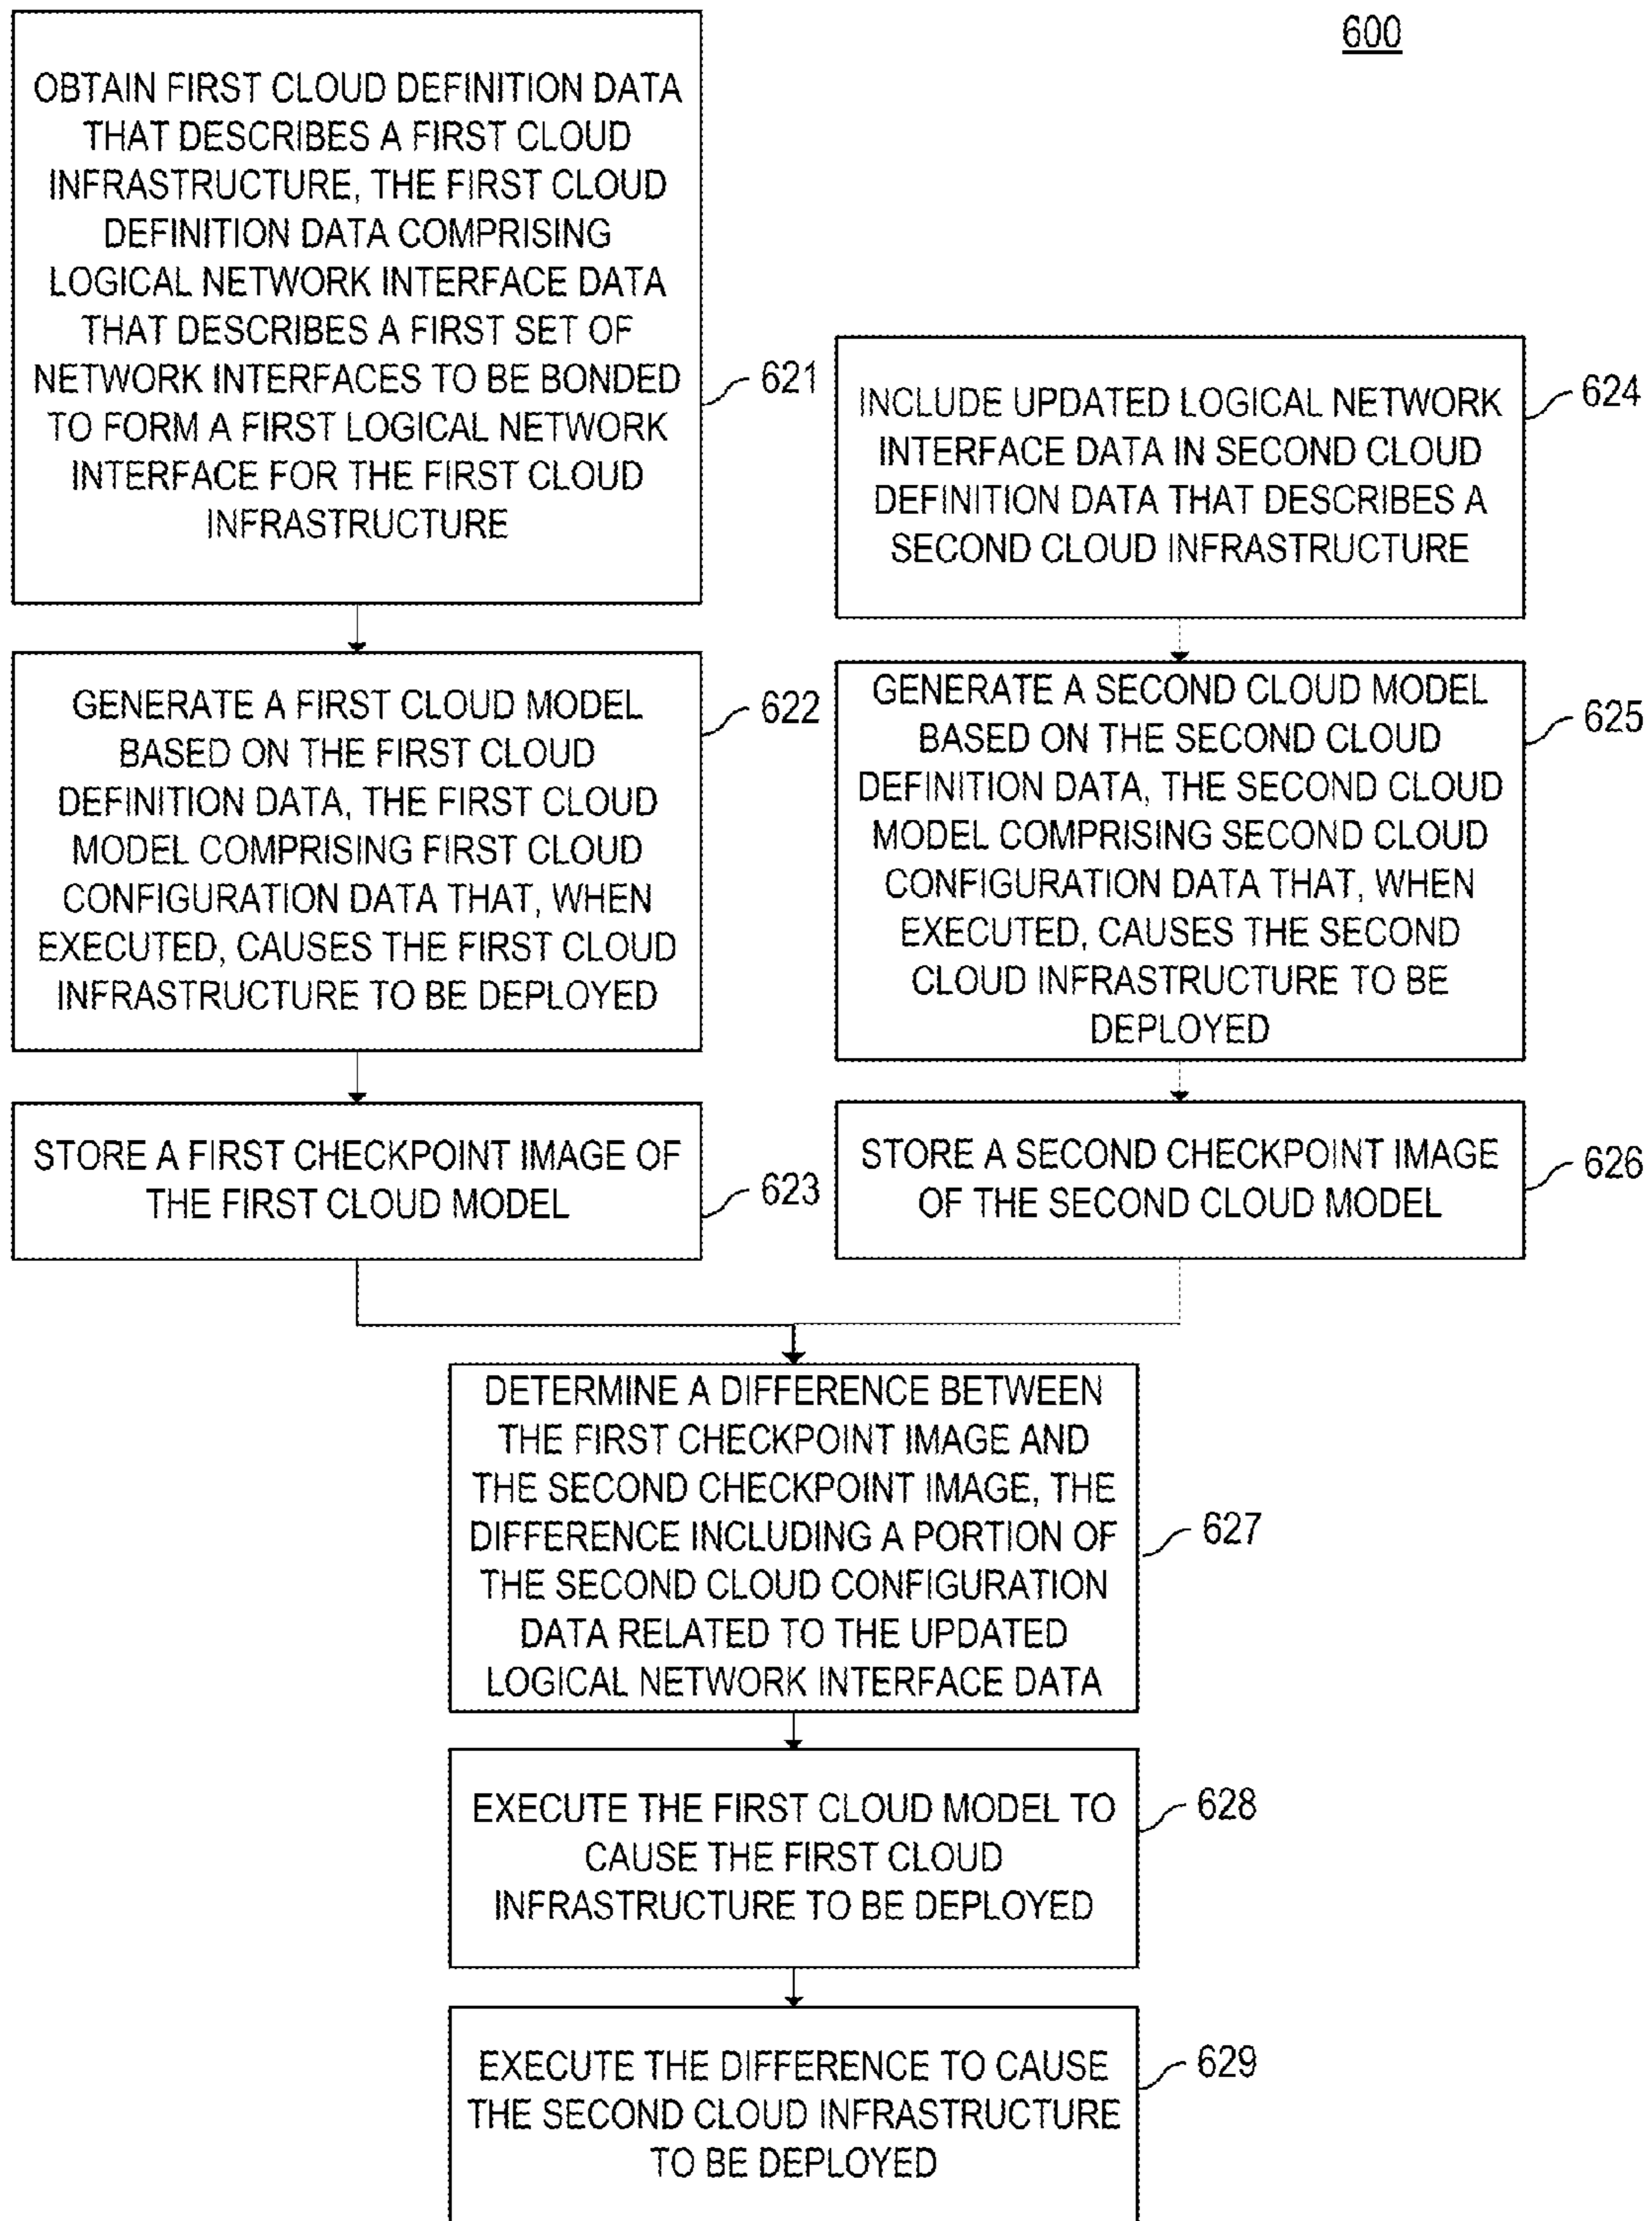 600
OBTAIN FIRST CLOUD DEFINITION DATA
THAT DESCRIBES A FIRST CLOUD
INFRASTRUCTURE, THE FIRST CLOUD
DEFINITION DATA COMPRISING
LOGICAL NETWORK INTERFACE DATA
THAT DESCRIBES A FIRST SET OF
NETWORK INTERFACES TO BE BONDED
TO FORM A FIRST LOGICAL NETWORK
INTERFACE FOR THE FIRST CLOUD
INFRASTRUCTURE
621
GENERATE A FIRST CLOUD MODEL
BASED ON THE FIRST CLOUD
DEFINITION DATA, THE FIRST CLOUD
MODEL COMPRISING FIRST CLOUD
CONFIGURATION DATA THAT, WHEN
EXECUTED, CAUSES THE FIRST CLOUD
INFRASTRUCTURE TO BE DEPLOYED
622
STORE A FIRST CHECKPOINT IMAGE OF
THE FIRST CLOUD MODEL
623
INCLUDE UPDATED LOGICAL NETWORK
INTERFACE DATA IN SECOND CLOUD
DEFINITION DATA THAT DESCRIBES A
SECOND CLOUD INFRASTRUCTURE
624
GENERATE A SECOND CLOUD MODEL
BASED ON THE SECOND CLOUD
DEFINITION DATA, THE SECOND CLOUD
MODEL COMPRISING SECOND CLOUD
CONFIGURATION DATA THAT, WHEN
EXECUTED, CAUSES THE SECOND
CLOUD INFRASTRUCTURE TO BE
DEPLOYED
625
STORE A SECOND CHECKPOINT IMAGE
OF THE SECOND CLOUD MODEL
626
DETERMINE A DIFFERENCE BETWEEN
THE FIRST CHECKPOINT IMAGE AND
THE SECOND CHECKPOINT IMAGE, THE
DIFFERENCE INCLUDING A PORTION OF
THE SECOND CLOUD CONFIGURATION
DATA RELATED TO THE UPDATED
LOGICAL NETWORK INTERFACE DATA
627
EXECUTE THE FIRST CLOUD MODEL TO
CAUSE THE FIRST CLOUD
INFRASTRUCTURE TO BE DEPLOYED
628
EXECUTE THE DIFFERENCE TO CAUSE
THE SECOND CLOUD INFRASTRUCTURE
TO BE DEPLOYED
629